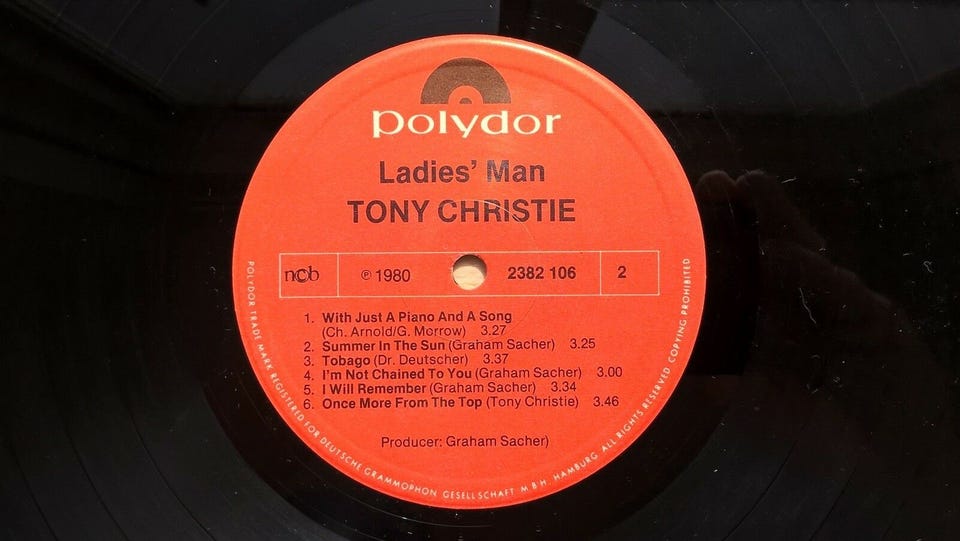 polydor
Ladies' Man
TONY CHRISTIE
ncb ℗ 1980 2382 106 2
1. With Just A Piano And A Song
(Ch. Arnold/G. Morrow) 3.27
2. Summer In The Sun (Graham Sacher) 3.25
3. Tobago (Dr. Deutscher) 3.37
4. I'm Not Chained To You (Graham Sacher) 3.00
5. I Will Remember (Graham Sacher) 3.34
6. Once More From The Top (Tony Christie) 3.46
Producer: Graham Sacher)
POLYDOR TRADE MARK REGISTERED FOR DEUTSCHE GRAMMOPHON GESELLSCHAFT M·B·H. HAMBURG. ALL RIGHTS RESERVED COPYING PROHIBITED